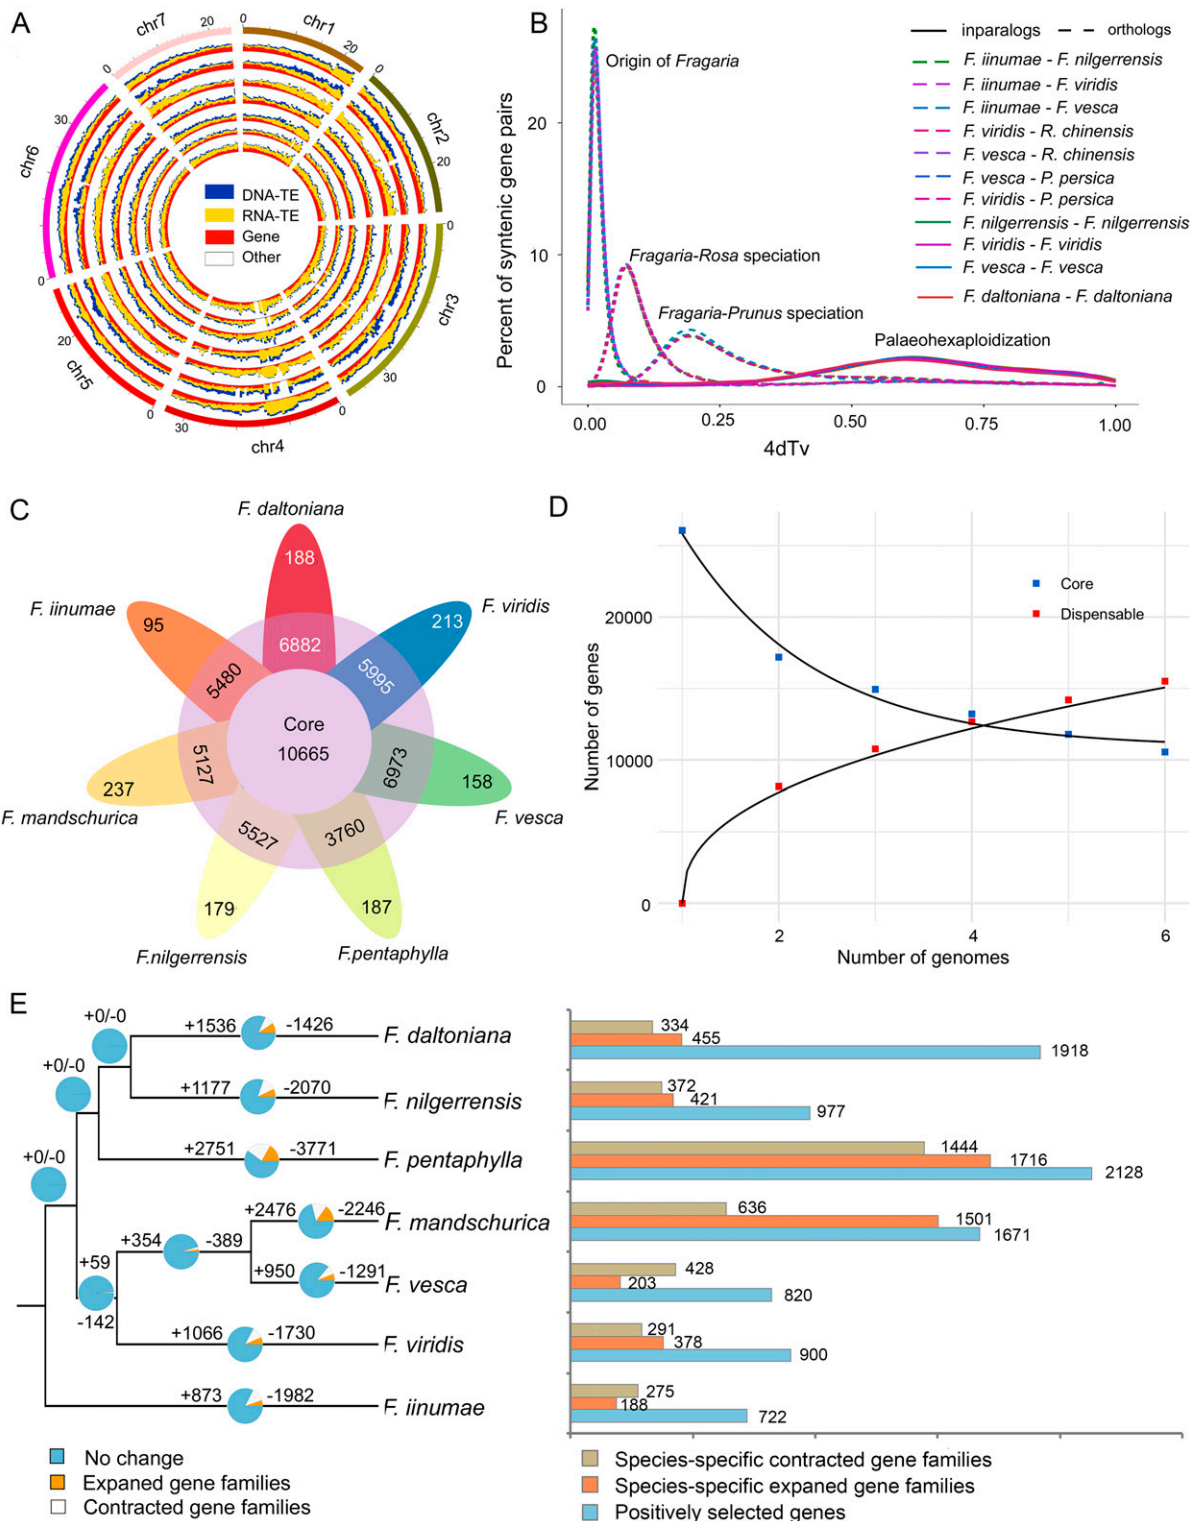 A
chr7
20
0
chr1
20
0
chr2
20
0
chr3
30
0
chr4
30
0
chr5
20
0
chr6
30
0
DNA-TE
RNA-TE
Gene
Other
B
Percent of syntenic gene pairs
20
10
0
0.00
0.25
0.50
0.75
1.00
4dTv
Origin of Fragaria
Fragaria-Rosa speciation
Fragaria-Prunus speciation
Palaeohexaploidization
inparalogs
orthologs
F. iinumae - F. nilgerrensis
F. iinumae - F. viridis
F. iinumae - F. vesca
F. viridis - R. chinensis
F. vesca - R. chinensis
F. vesca - P. persica
F. viridis - P. persica
F. nilgerrensis - F. nilgerrensis
F. viridis - F. viridis
F. vesca - F. vesca
F. daltoniana - F. daltoniana
C
F. daltoniana
188
6882
F. viridis
213
5995
F. vesca
158
6973
F.pentaphylla
187
3760
F.nilgerrensis
179
5527
F. mandschurica
237
5127
F. iinumae
95
5480
Core
10665
D
Number of genes
20000
10000
0
2
4
6
Number of genomes
Core
Dispensable
E
+0/-0
+0/-0
+0/-0
+59
-142
+354
-389
+1536
-1426
F. daltoniana
+1177
-2070
F. nilgerrensis
+2751
-3771
F. pentaphylla
+2476
-2246
F. mandschurica
+950
-1291
F. vesca
+1066
-1730
F. viridis
+873
-1982
F. iinumae
No change
Expaned gene families
Contracted gene families
334
455
1918
372
421
977
1444
1716
2128
636
1501
1671
428
203
820
291
378
900
275
188
722
Species-specific contracted gene families
Species-specific expaned gene families
Positively selected genes